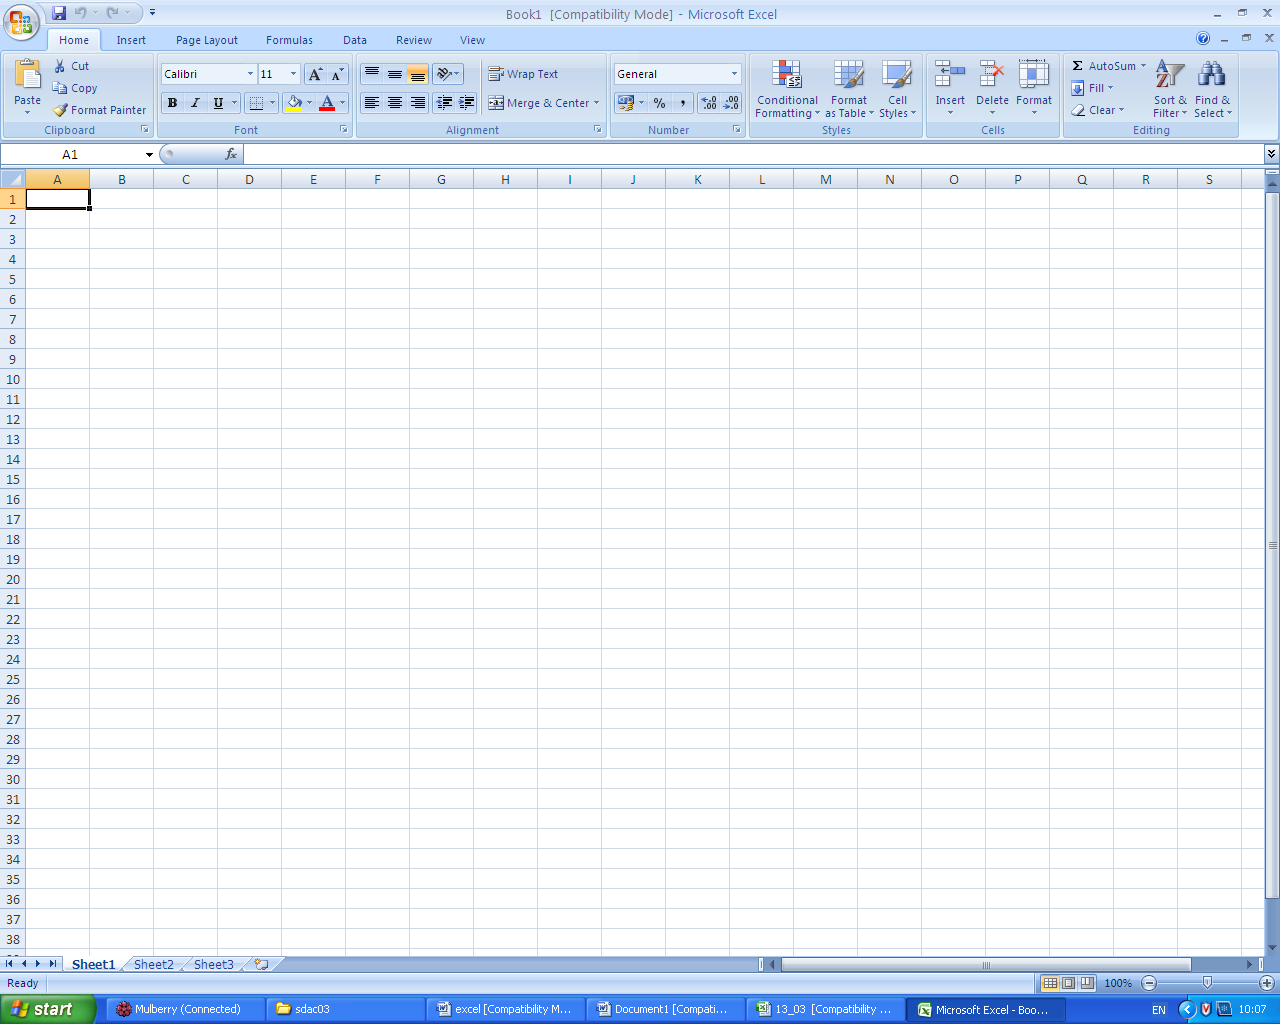 Book1 [Compatibility Mode] - Microsoft Excel
Home Insert Page Layout Formulas Data Review View
Paste
Cut
Copy
Format Painter
Clipboard
Calibri 11
B I U
Font
Wrap Text
Merge & Center
Alignment
General
% ,
Number
Conditional Formatting
Format as Table
Cell Styles
Styles
Insert Delete Format
Cells
Σ AutoSum
Fill
Clear
Sort & Filter
Find & Select
Editing
A1 fx
A B C D E F G H I J K L M N O P Q R S
1
2
3
4
5
6
7
8
9
10
11
12
13
14
15
16
17
18
19
20
21
22
23
24
25
26
27
28
29
30
31
32
33
34
35
36
37
38
Sheet1 Sheet2 Sheet3
Ready 100%
start Mulberry (Connected) sdac03 excel [Compatibility M... Document1 [Compati... 13_03 [Compatibility ... Microsoft Excel - Boo... EN 10:07